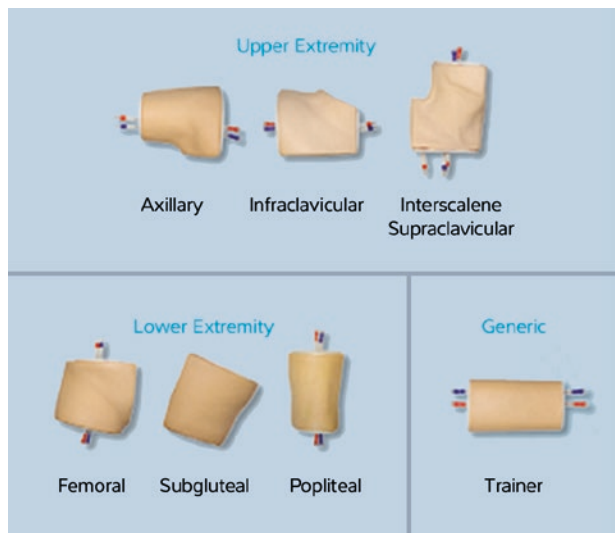 Upper Extremity
Axillary
Infraclavicular
Interscalene
Supraclavicular
Lower Extremity
Femoral
Subgluteal
Popliteal
Generic
Trainer